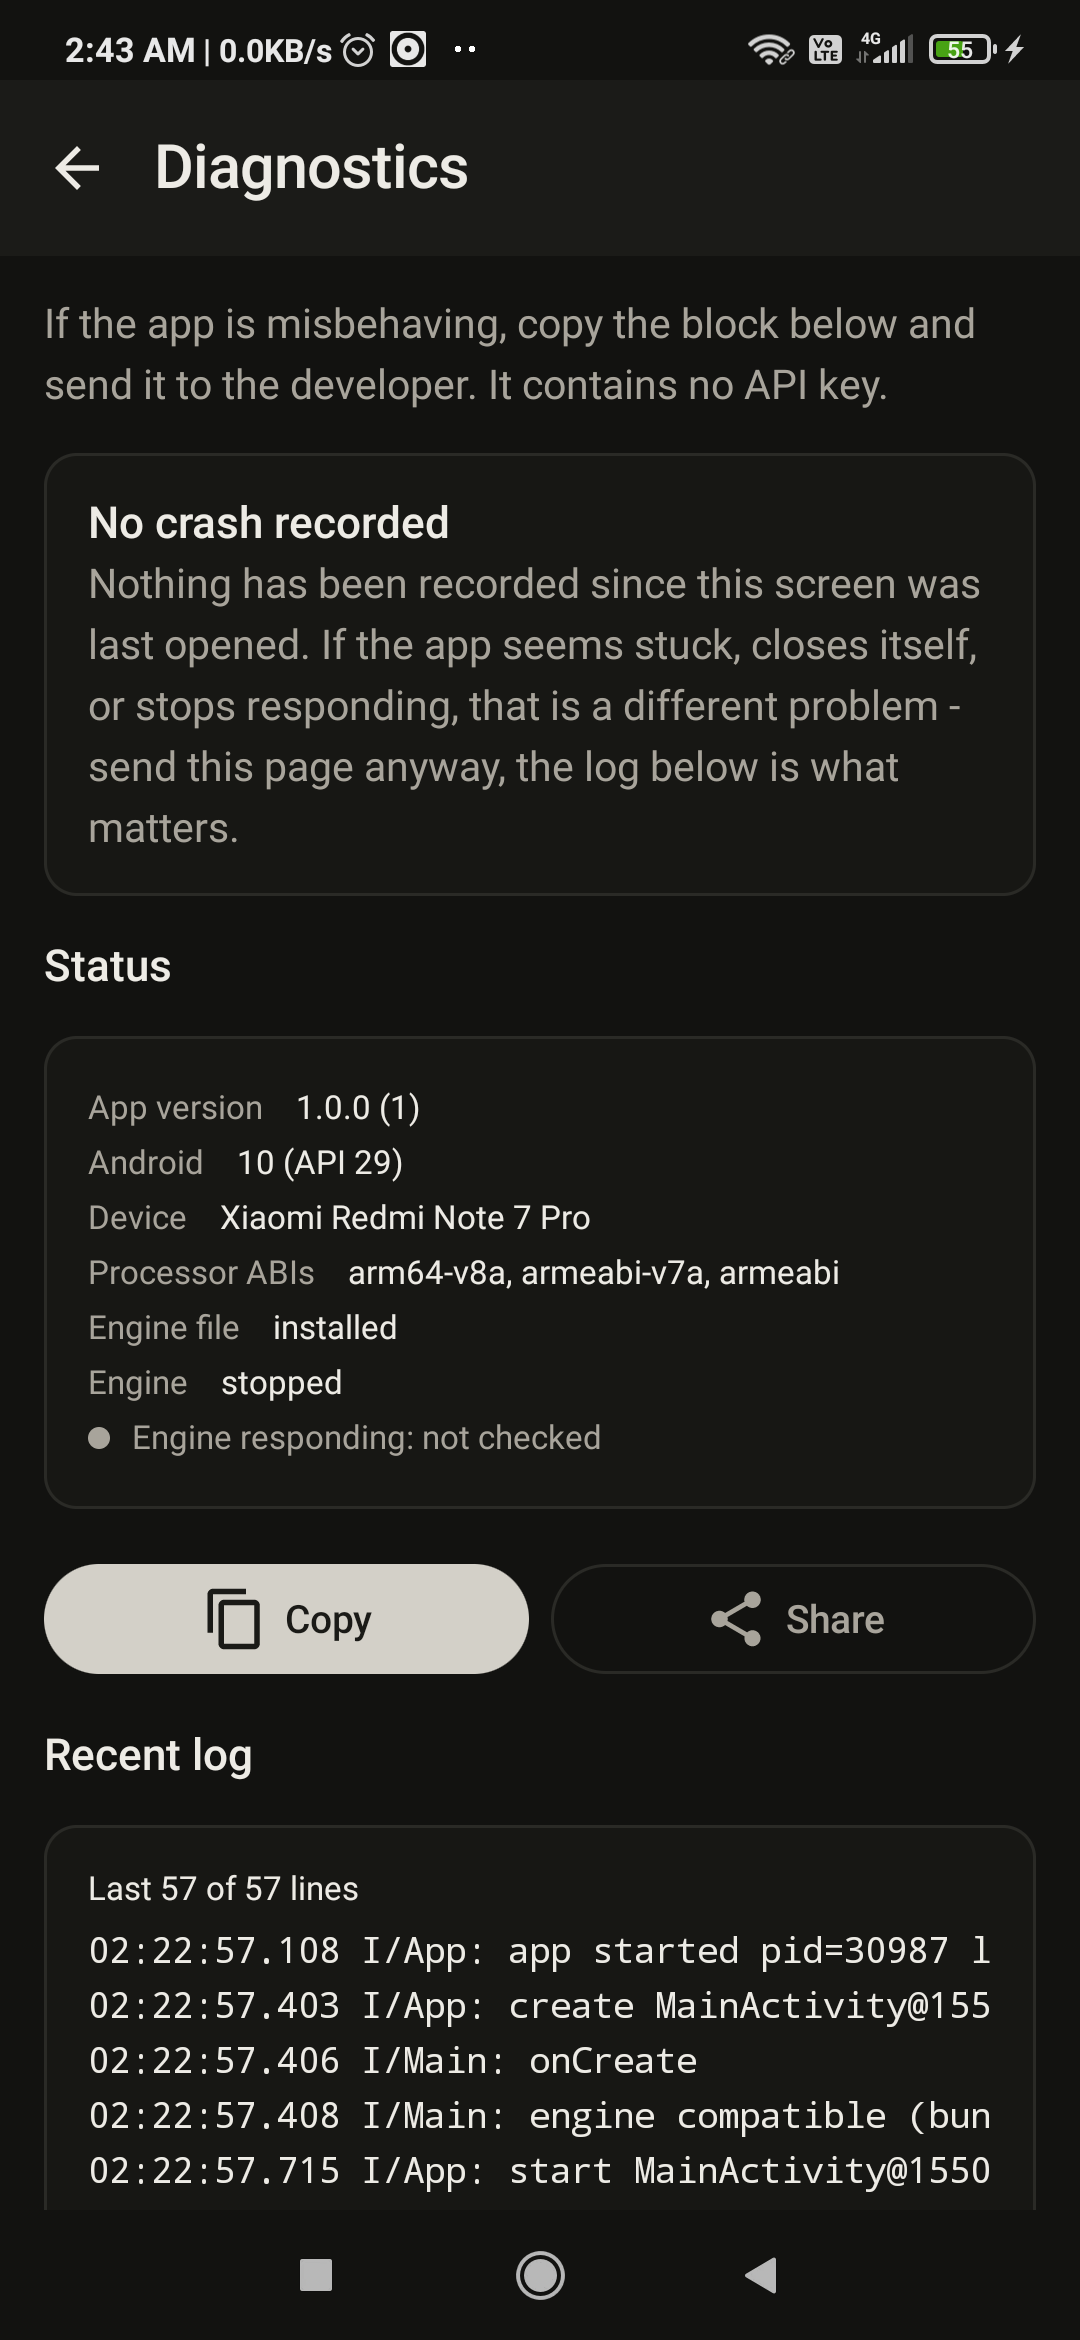 2:43 AM | 0.0KB/s
Vo LTE
4G
55
Diagnostics
If the app is misbehaving, copy the block below and
send it to the developer. It contains no API key.
No crash recorded
Nothing has been recorded since this screen was
last opened. If the app seems stuck, closes itself,
or stops responding, that is a different problem -
send this page anyway, the log below is what
matters.
Status
App version 1.0.0 (1)
Android 10 (API 29)
Device Xiaomi Redmi Note 7 Pro
Processor ABIs arm64-v8a, armeabi-v7a, armeabi
Engine file installed
Engine stopped
Engine responding: not checked
Copy
Share
Recent log
Last 57 of 57 lines
02:22:57.108 I/App: app started pid=30987 l
02:22:57.403 I/App: create MainActivity@155
02:22:57.406 I/Main: onCreate
02:22:57.408 I/Main: engine compatible (bun
02:22:57.715 I/App: start MainActivity@1550